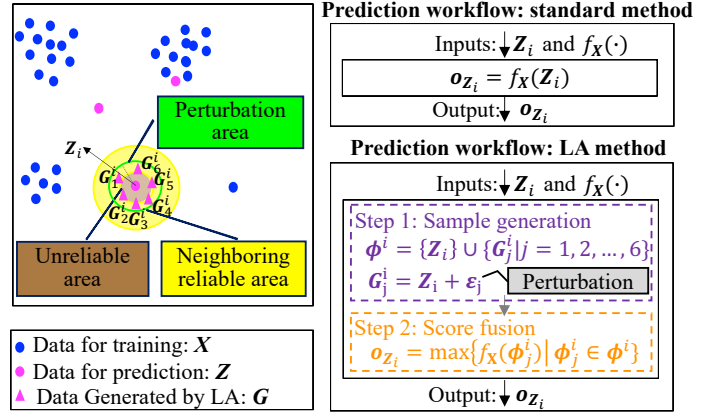 Perturbation
area
Z_i
G_1^i
G_2^i
G_3^i
G_4^i
G_5^i
G_6^i
Unreliable
area
Neighboring
reliable area
Data for training: X
Data for prediction: Z
Data Generated by LA: G
Prediction workflow: standard method
Inputs: Z_i and f_X(·)
o_{Z_i} = f_X(Z_i)
Output: o_{Z_i}
Prediction workflow: LA method
Inputs: Z_i and f_X(·)
Step 1: Sample generation
ϕ^i = {Z_i} ∪ {G_j^i|j = 1, 2, … , 6}
G_j^i = Z_i + ε_j
Perturbation
Step 2: Score fusion
o_{Z_i} = max{f_X(ϕ_j^i)| ϕ_j^i ∈ ϕ^i}
Output: o_{Z_i}